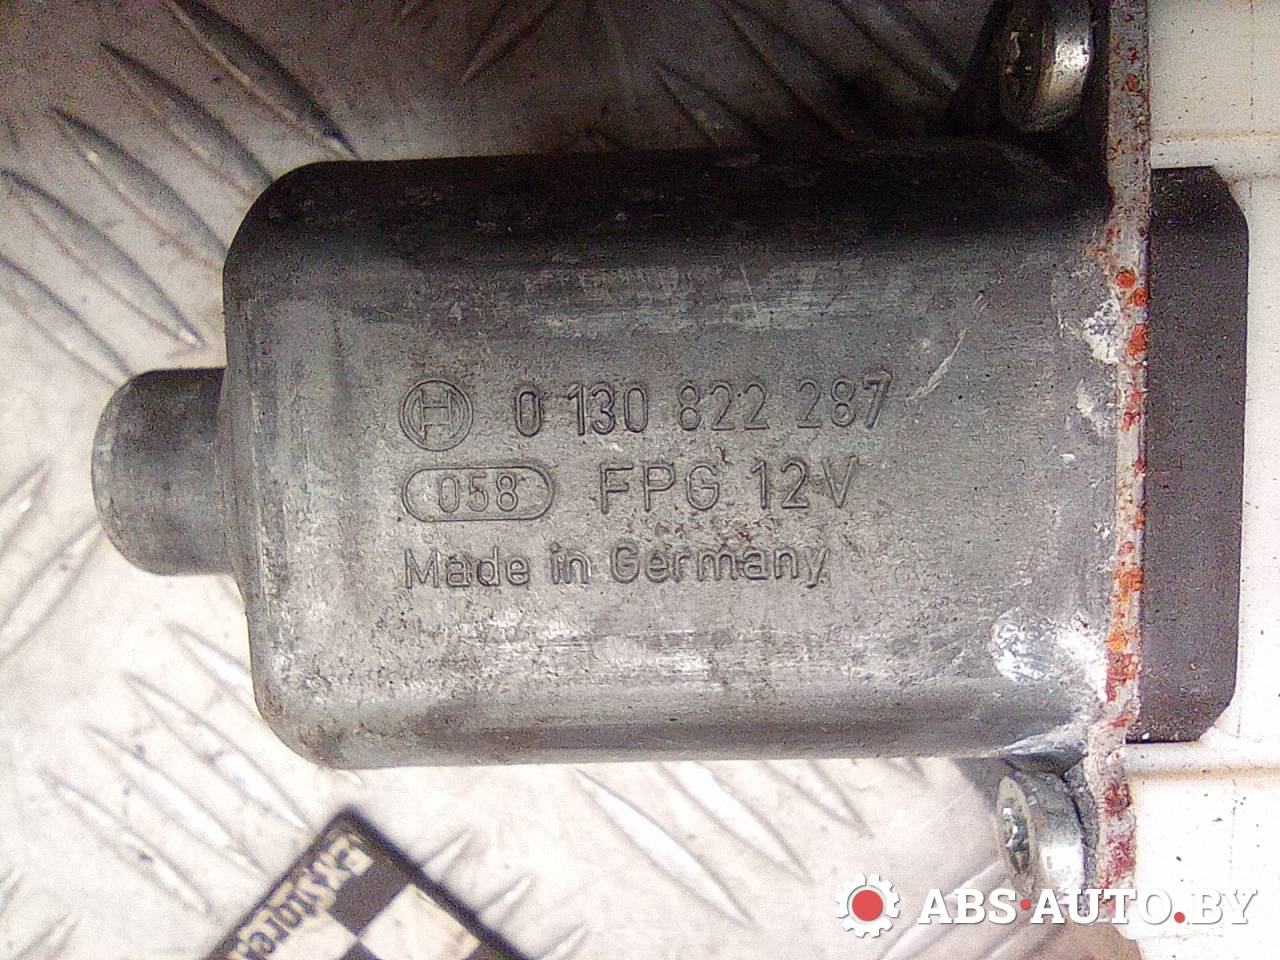 0 130 822 287
058 FPG 12V
Made in Germany
ABS-AUTO.BY